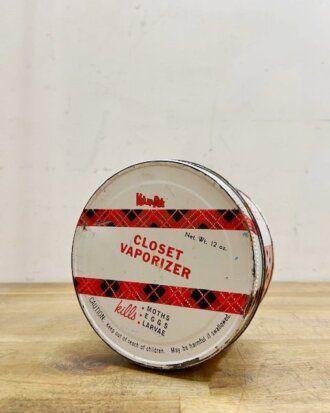 Net. Wt. 12 oz.
CLOSET
VAPORIZER
kills • MOTHS
• EGGS
• LARVAE
CAUTION: Keep out of reach of children. May be harmful if swallowed.